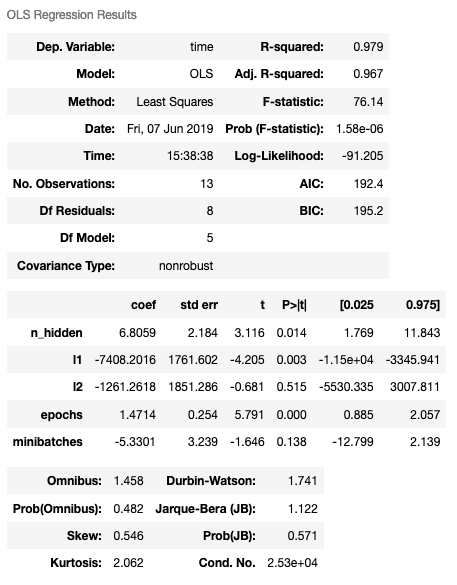 OLS Regression Results
Dep. Variable: time R-squared: 0.979
Model: OLS Adj. R-squared: 0.967
Method: Least Squares F-statistic: 76.14
Date: Fri, 07 Jun 2019 Prob (F-statistic): 1.58e-06
Time: 15:38:38 Log-Likelihood: -91.205
No. Observations: 13 AIC: 192.4
Df Residuals: 8 BIC: 195.2
Df Model: 5
Covariance Type: nonrobust
coef std err t P>|t| [0.025 0.975]
n_hidden 6.8059 2.184 3.116 0.014 1.769 11.843
l1 -7408.2016 1761.602 -4.205 0.003 -1.15e+04 -3345.941
l2 -1261.2618 1851.286 -0.681 0.515 -5530.335 3007.811
epochs 1.4714 0.254 5.791 0.000 0.885 2.057
minibatches -5.3301 3.239 -1.646 0.138 -12.799 2.139
Omnibus: 1.458 Durbin-Watson: 1.741
Prob(Omnibus): 0.482 Jarque-Bera (JB): 1.122
Skew: 0.546 Prob(JB): 0.571
Kurtosis: 2.062 Cond. No. 2.53e+04